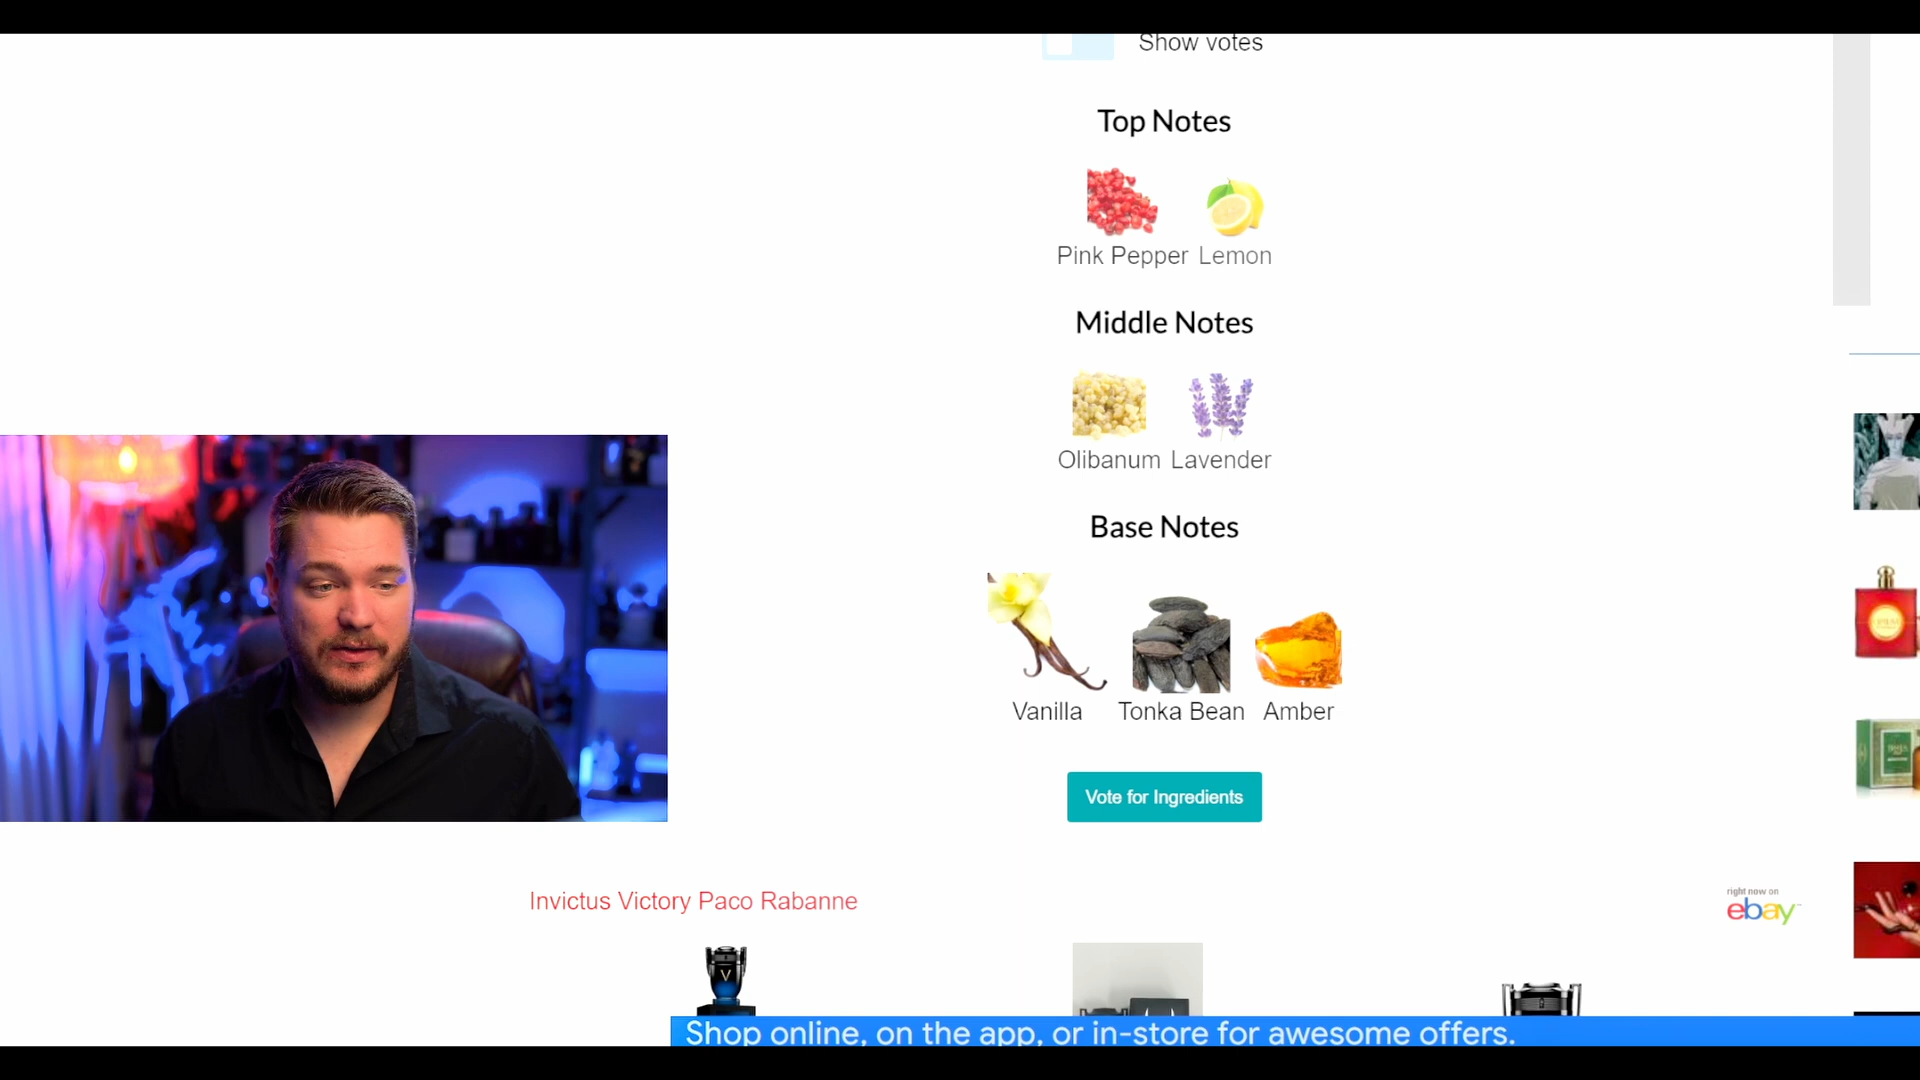 Show votes
Top Notes
Pink Pepper Lemon
Middle Notes
Olibanum Lavender
Base Notes
Vanilla Tonka Bean Amber
Vote for Ingredients
Invictus Victory Paco Rabanne
right now on
ebay
V
Shop online, on the app, or in-store for awesome offers.